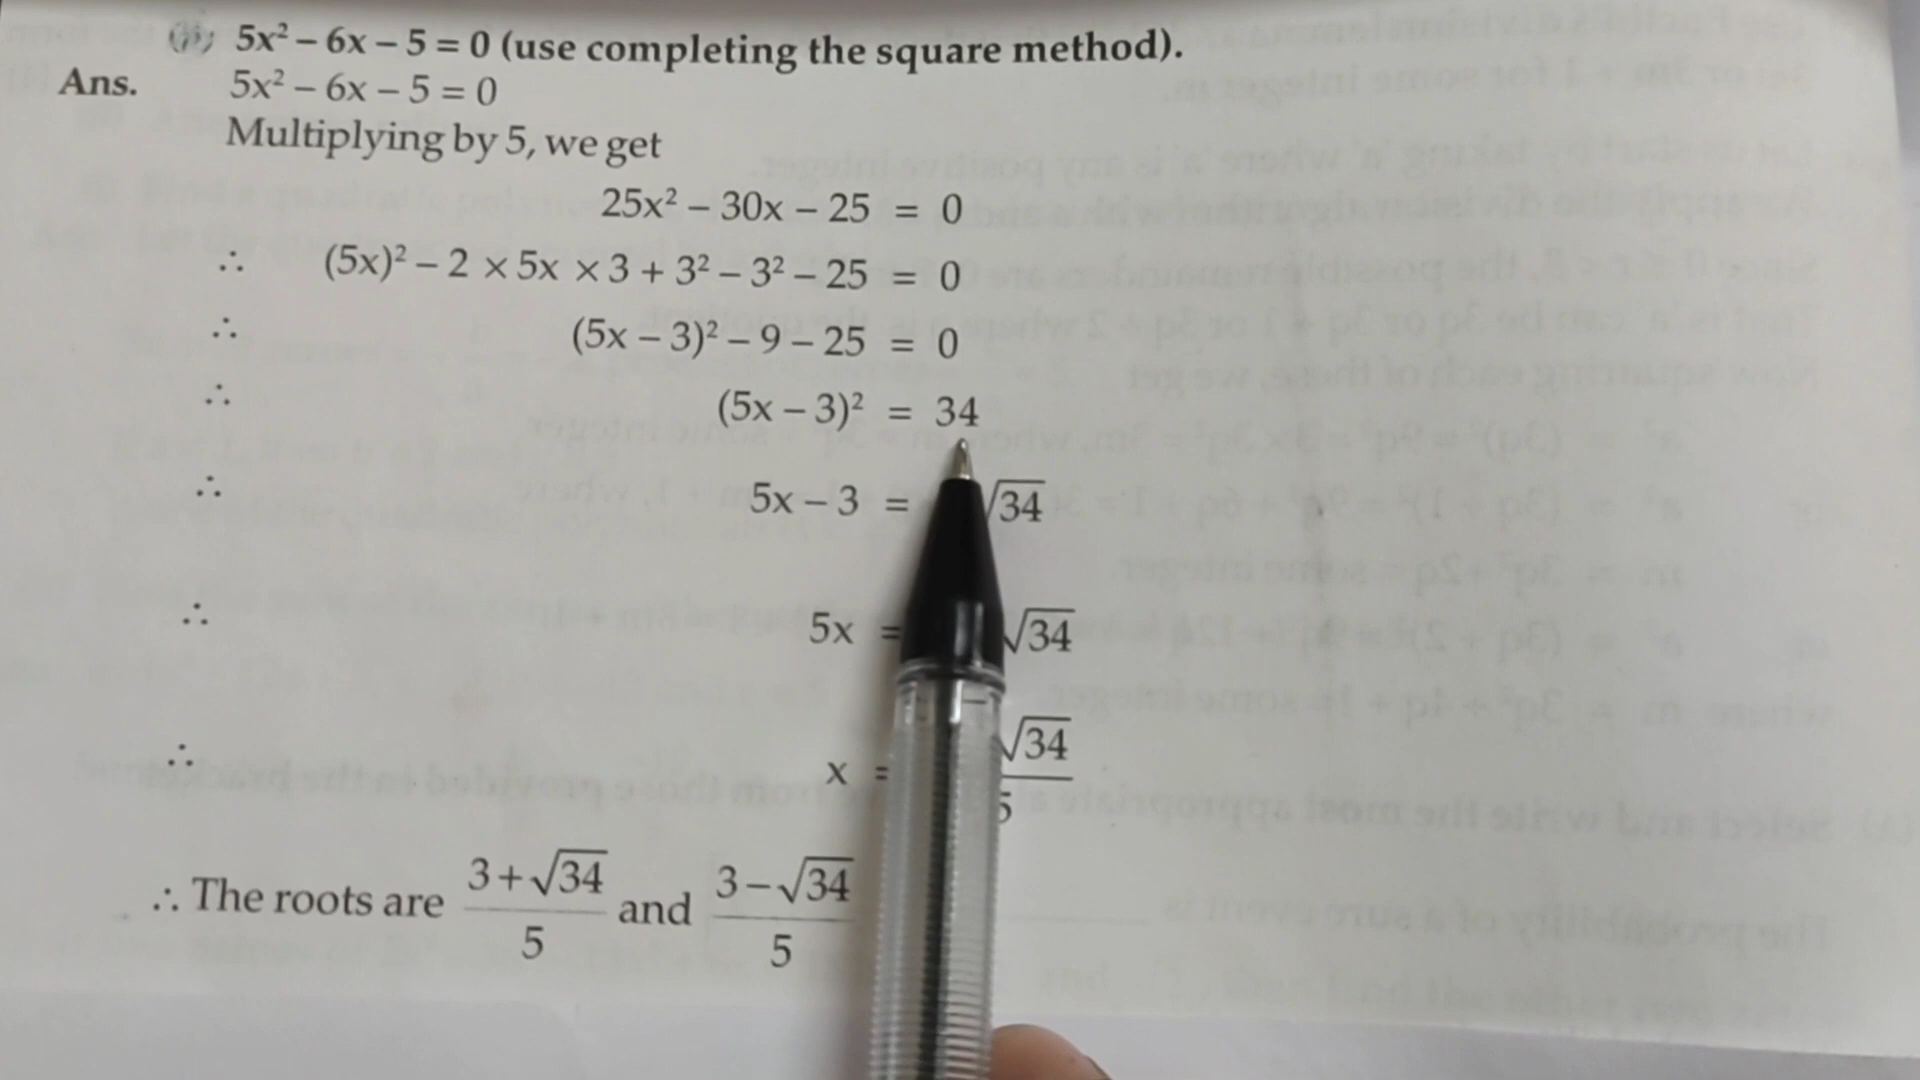 5x² – 6x – 5 = 0 (use completing the square method).
Ans. 5x² – 6x – 5 = 0
Multiplying by 5, we get
25x² – 30x – 25 = 0
∴ (5x)² – 2 × 5x × 3 + 3² – 3² – 25 = 0
∴ (5x – 3)² – 9 – 25 = 0
∴ (5x – 3)² = 34
∴ 5x – 3 = √34
∴ 5x = √34
∴ x = √34 / 5
∴ The roots are (3+√34)/5 and (3–√34)/5